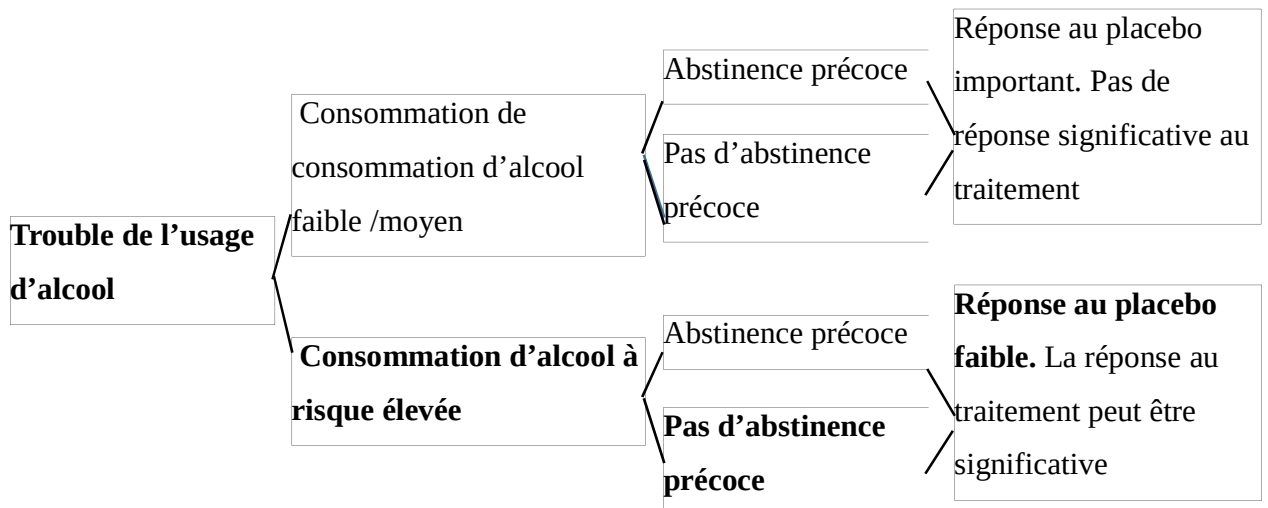 Trouble de l’usage
d’alcool
Consommation de
consommation d’alcool
faible /moyen
Abstinence précoce
Pas d’abstinence
précoce
Réponse au placebo
important. Pas de
réponse significative au
traitement
Consommation d’alcool à
risque élevée
Abstinence précoce
Pas d’abstinence
précoce
Réponse au placebo
faible. La réponse au
traitement peut être
significative